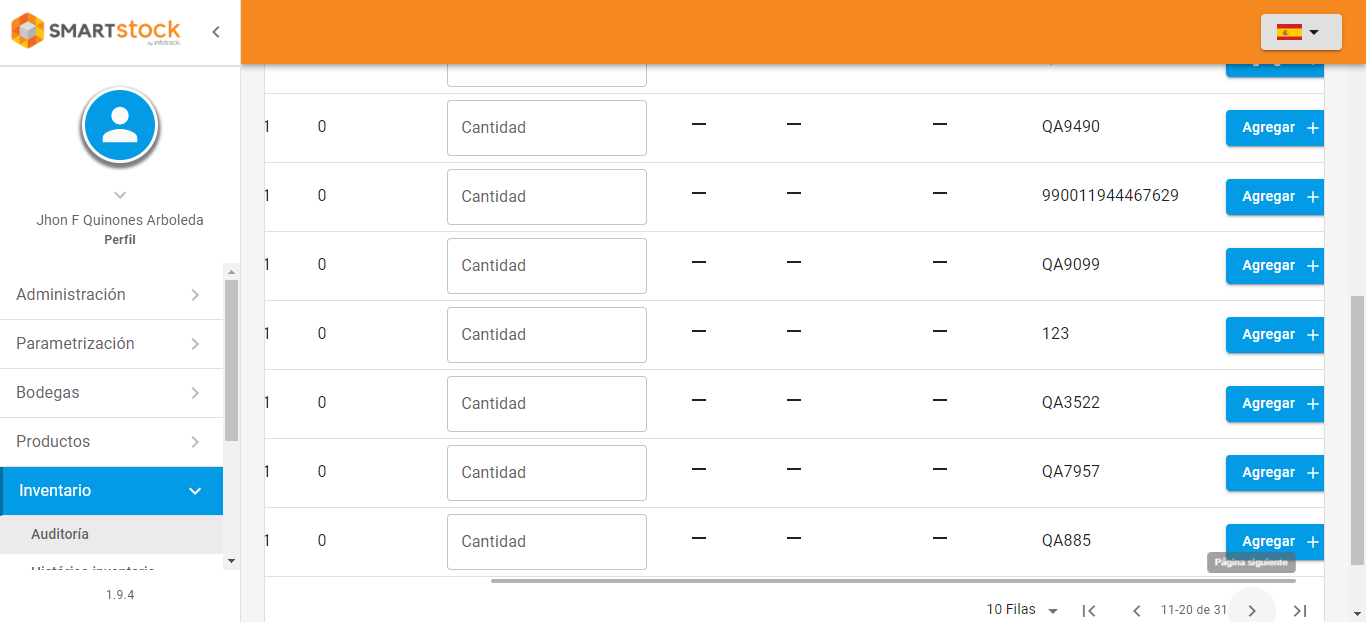 SMARTstock
by infotrack.
Jhon F Quinones Arboleda
Perfil
Administración
Parametrización
Bodegas
Productos
Inventario
Auditoría
Histórico inventario
1.9.4
Agregar +
1 0 Cantidad — — — QA9490 Agregar +
1 0 Cantidad — — — 990011944467629 Agregar +
1 0 Cantidad — — — QA9099 Agregar +
1 0 Cantidad — — — 123 Agregar +
1 0 Cantidad — — — QA3522 Agregar +
1 0 Cantidad — — — QA7957 Agregar +
1 0 Cantidad — — — QA885 Agregar +
Página siguiente
10 Filas 11-20 de 31